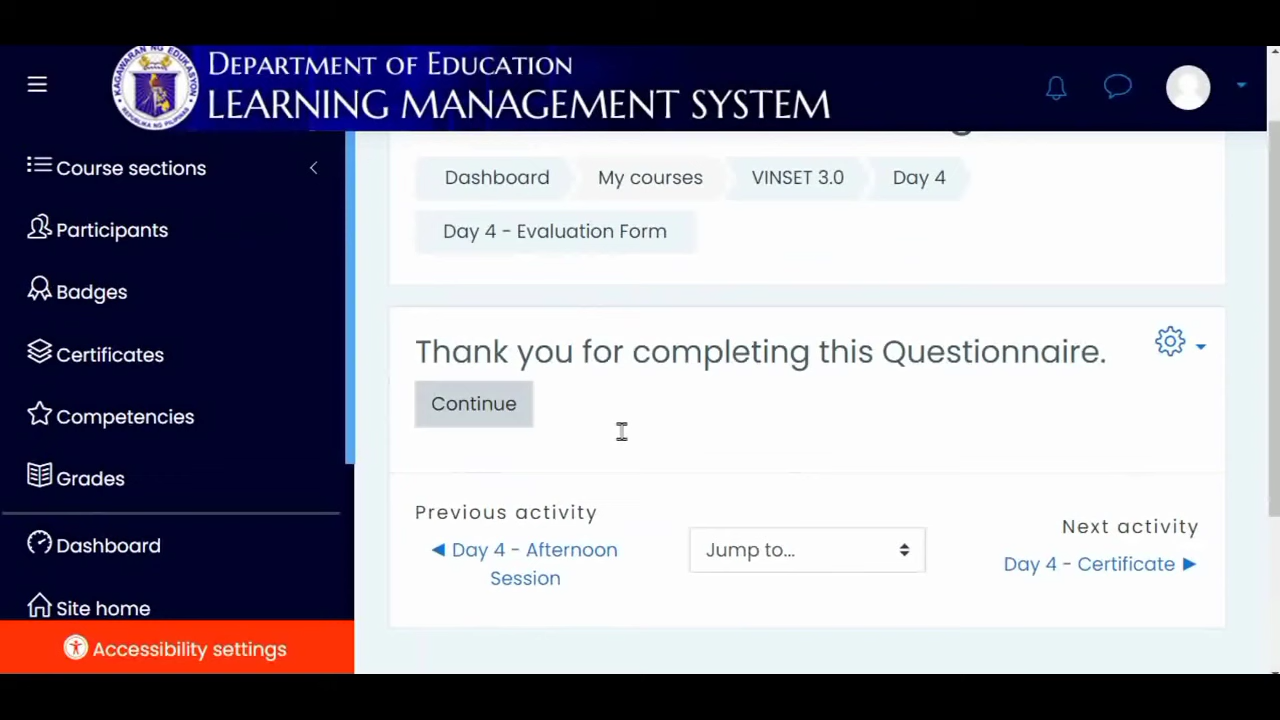 DEPARTMENT OF EDUCATION
LEARNING MANAGEMENT SYSTEM
Course sections
Participants
Badges
Certificates
Competencies
Grades
Dashboard
Site home
Accessibility settings
Dashboard
My courses
VINSET 3.0
Day 4
Day 4 - Evaluation Form
Thank you for completing this Questionnaire.
Continue
Previous activity
◀ Day 4 - Afternoon
Session
Jump to...
Next activity
Day 4 - Certificate ▶